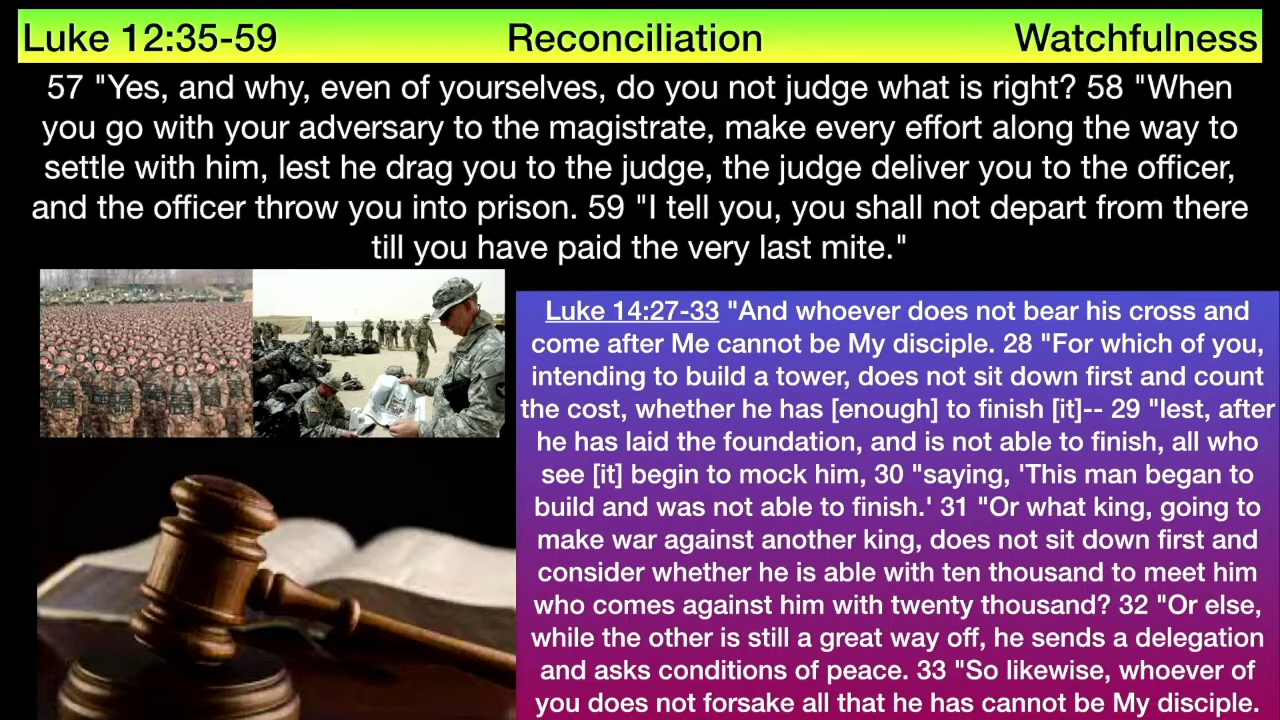 Luke 12:35-59 Reconciliation Watchfulness
57 "Yes, and why, even of yourselves, do you not judge what is right? 58 "When
you go with your adversary to the magistrate, make every effort along the way to
settle with him, lest he drag you to the judge, the judge deliver you to the officer,
and the officer throw you into prison. 59 "I tell you, you shall not depart from there
till you have paid the very last mite."
Luke 14:27-33 "And whoever does not bear his cross and
come after Me cannot be My disciple. 28 "For which of you,
intending to build a tower, does not sit down first and count
the cost, whether he has [enough] to finish [it]-- 29 "lest, after
he has laid the foundation, and is not able to finish, all who
see [it] begin to mock him, 30 "saying, 'This man began to
build and was not able to finish.' 31 "Or what king, going to
make war against another king, does not sit down first and
consider whether he is able with ten thousand to meet him
who comes against him with twenty thousand? 32 "Or else,
while the other is still a great way off, he sends a delegation
and asks conditions of peace. 33 "So likewise, whoever of
you does not forsake all that he has cannot be My disciple.